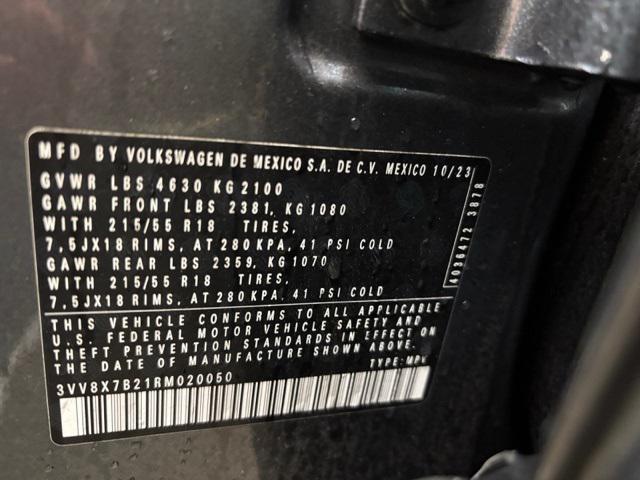 MFD BY VOLKSWAGEN DE MEXICO S.A. DE C.V. MEXICO 10/23
GVWR LBS 4630 KG 2100
GAWR FRONT LBS 2381, KG 1080
WITH 215/55 R18 TIRES,
7,5JX18 RIMS, AT 280 KPA, 41 PSI COLD
GAWR REAR LBS 2359, KG 1070
WITH 215/55 R18 TIRES,
7,5JX18 RIMS, AT 280 KPA, 41 PSI COLD
THIS VEHICLE CONFORMS TO ALL APPLICABLE
U.S. FEDERAL MOTOR VEHICLE SAFETY AND
THEFT PREVENTION STANDARDS IN EFFECT ON
THE DATE OF MANUFACTURE SHOWN ABOVE.
3VV8X7B21RM020050 TYPE: MPV
4036472 3878